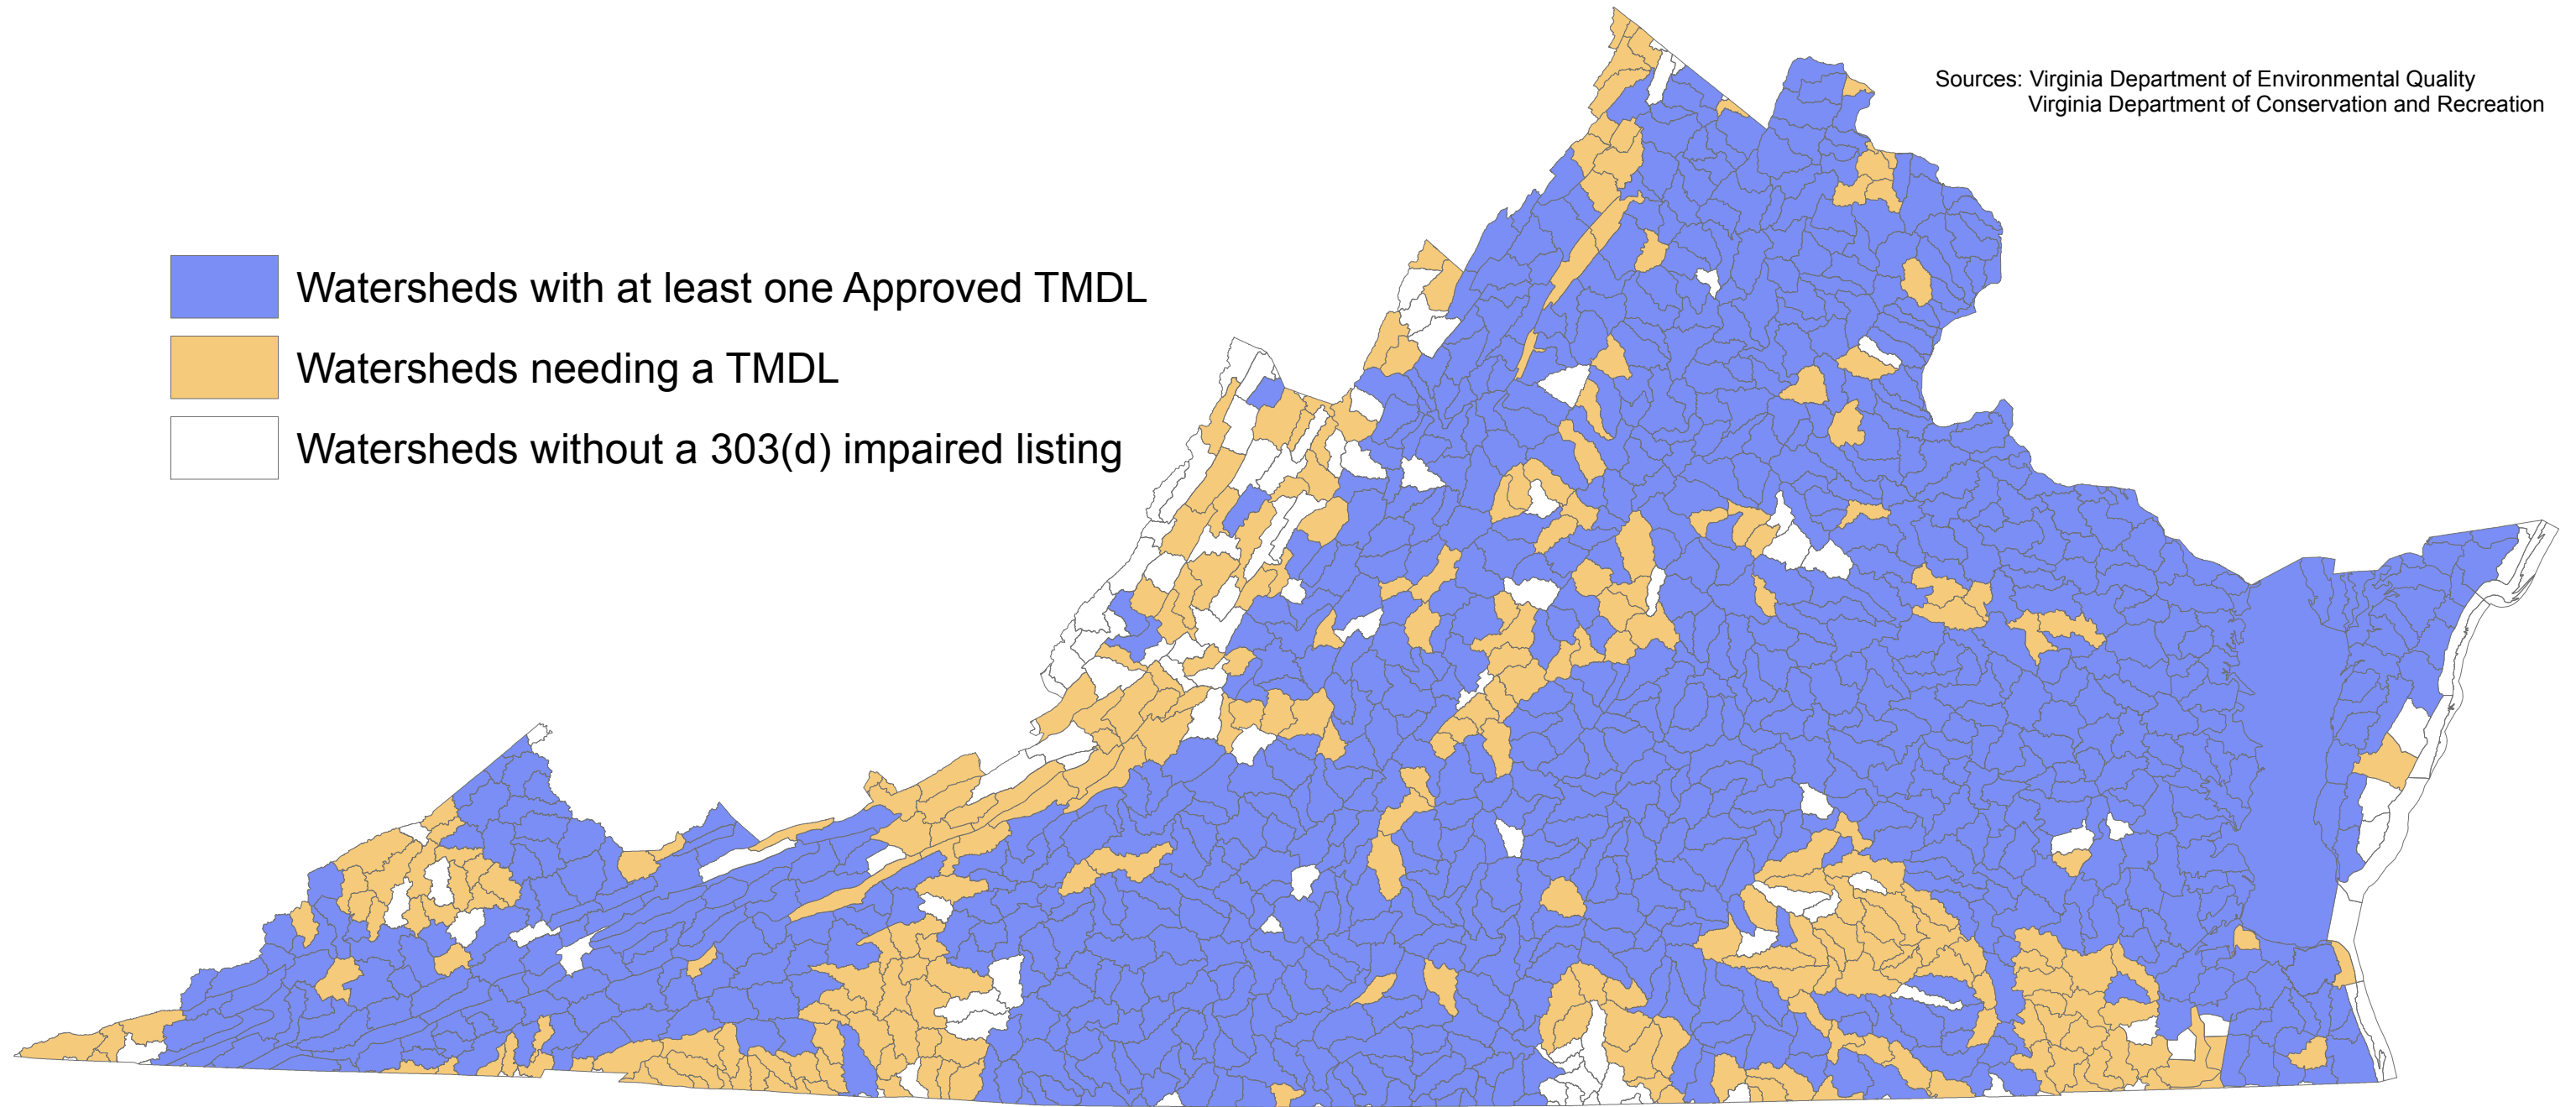 Sources: Virginia Department of Environmental Quality
Virginia Department of Conservation and Recreation
Watersheds with at least one Approved TMDL
Watersheds needing a TMDL
Watersheds without a 303(d) impaired listing